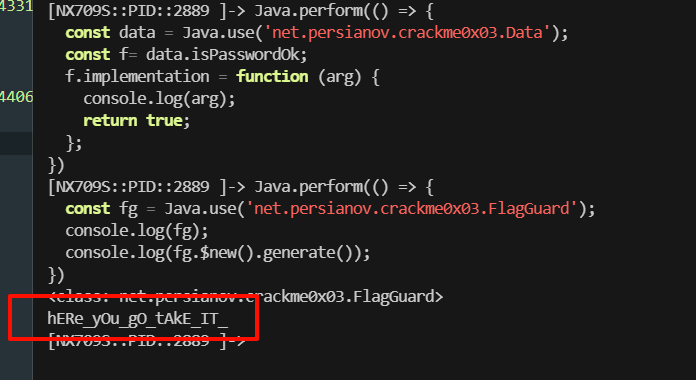 4331
[NX709S::PID::2889 ]-> Java.perform(() => {
const data = Java.use('net.persianov.crackme0x03.Data');
const f= data.isPasswordOk;
4406
f.implementation = function (arg) {
console.log(arg);
return true;
};
})
[NX709S::PID::2889 ]-> Java.perform(() => {
const fg = Java.use('net.persianov.crackme0x03.FlagGuard');
console.log(fg);
console.log(fg.$new().generate());
})
<class: net.persianov.crackme0x03.FlagGuard>
hERe_yOu_gO_tAkE_IT_
[NX709S::PID::2889 ]->